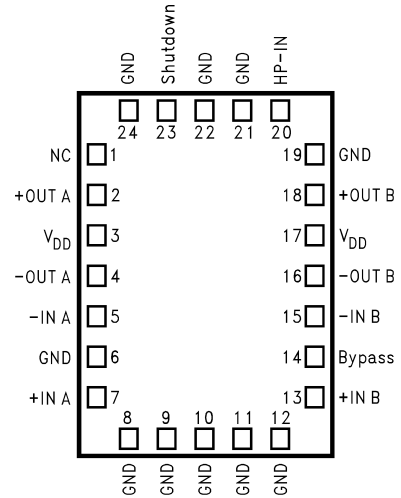 GND Shutdown GND GND HP-IN
24 23 22 21 20
NC 1 19 GND
+OUT A 2 18 +OUT B
VDD 3 17 VDD
-OUT A 4 16 -OUT B
-IN A 5 15 -IN B
GND 6 14 Bypass
+IN A 7 13 +IN B
8 9 10 11 12
GND GND GND GND GND